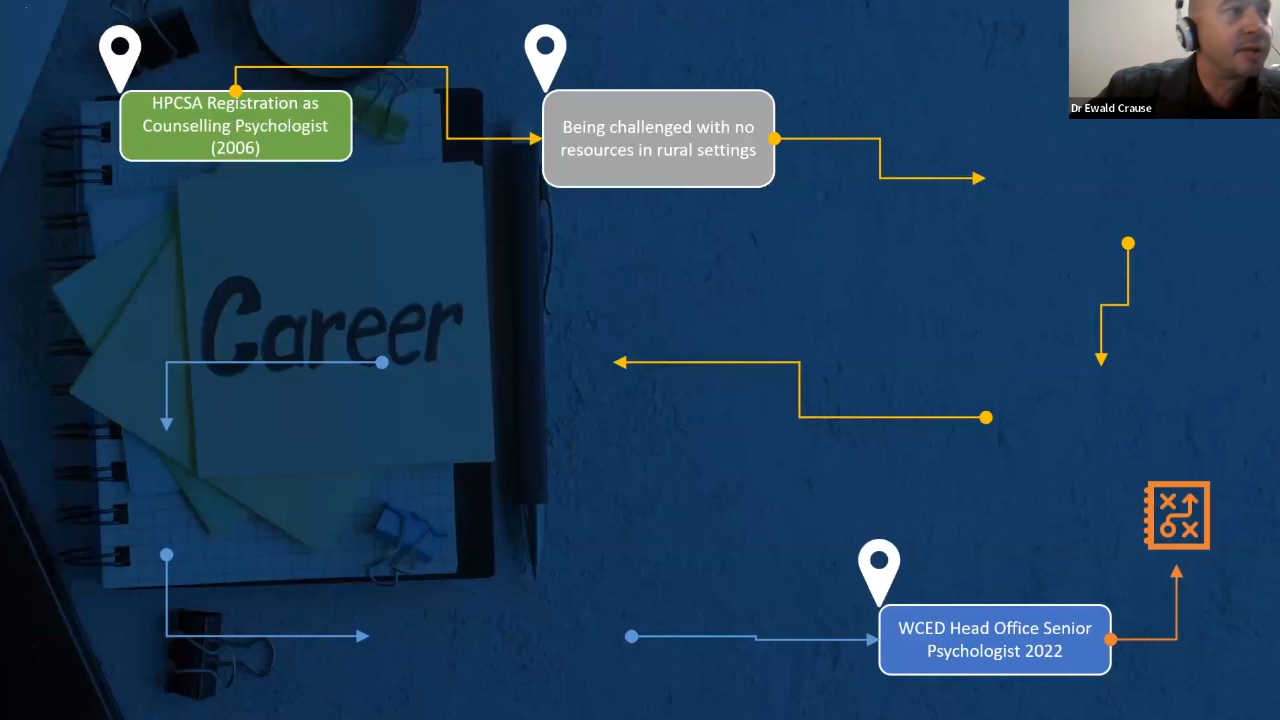 HPCSA Registration as
Counselling Psychologist
(2006)
Being challenged with no
resources in rural settings
Dr Ewald Crause
Career
WCED Head Office Senior
Psychologist 2022